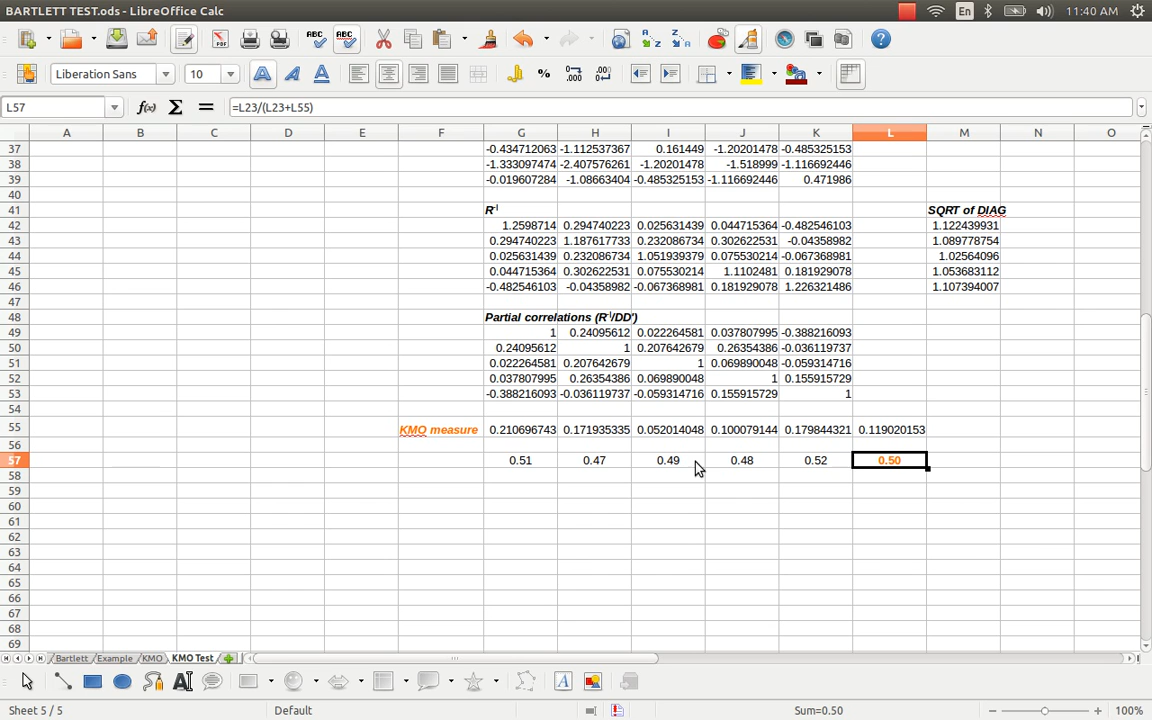 BARTLETT TEST.ods - LibreOffice Calc En 11:40 AM
Liberation Sans 10
L57 =L23/(L23+L55)
A B C D E F G H I J K L M N O
37 -0.434712063 -1.112537367 0.161449 -1.20201478 -0.485325153
38 -1.333097474 -2.407576261 -1.20201478 -1.518999 -1.116692446
39 -0.019607284 -1.08663404 -0.485325153 -1.116692446 0.471986
40
41 R-1 SQRT of DIAG
42 1.2598714 0.294740223 0.025631439 0.044715364 -0.482546103 1.122439931
43 0.294740223 1.187617733 0.232086734 0.302622531 -0.04358982 1.089778754
44 0.025631439 0.232086734 1.051939379 0.075530214 -0.067368981 1.02564096
45 0.044715364 0.302622531 0.075530214 1.1102481 0.181929078 1.053683112
46 -0.482546103 -0.04358982 -0.067368981 0.181929078 1.226321486 1.107394007
47
48 Partial correlations (R-1/DD')
49 1 0.24095612 0.022264581 0.037807995 -0.388216093
50 0.24095612 1 0.207642679 0.26354386 -0.036119737
51 0.022264581 0.207642679 1 0.069890048 -0.059314716
52 0.037807995 0.26354386 0.069890048 1 0.155915729
53 -0.388216093 -0.036119737 -0.059314716 0.155915729 1
54
55 KMO measure 0.210696743 0.171935335 0.052014048 0.100079144 0.179844321 0.119020153
56
57 0.51 0.47 0.49 0.48 0.52 0.50
58
59
60
61
62
63
64
65
66
67
68
69
Bartlett Example KMO KMO Test
Sheet 5 / 5 Default Sum=0.50 100%